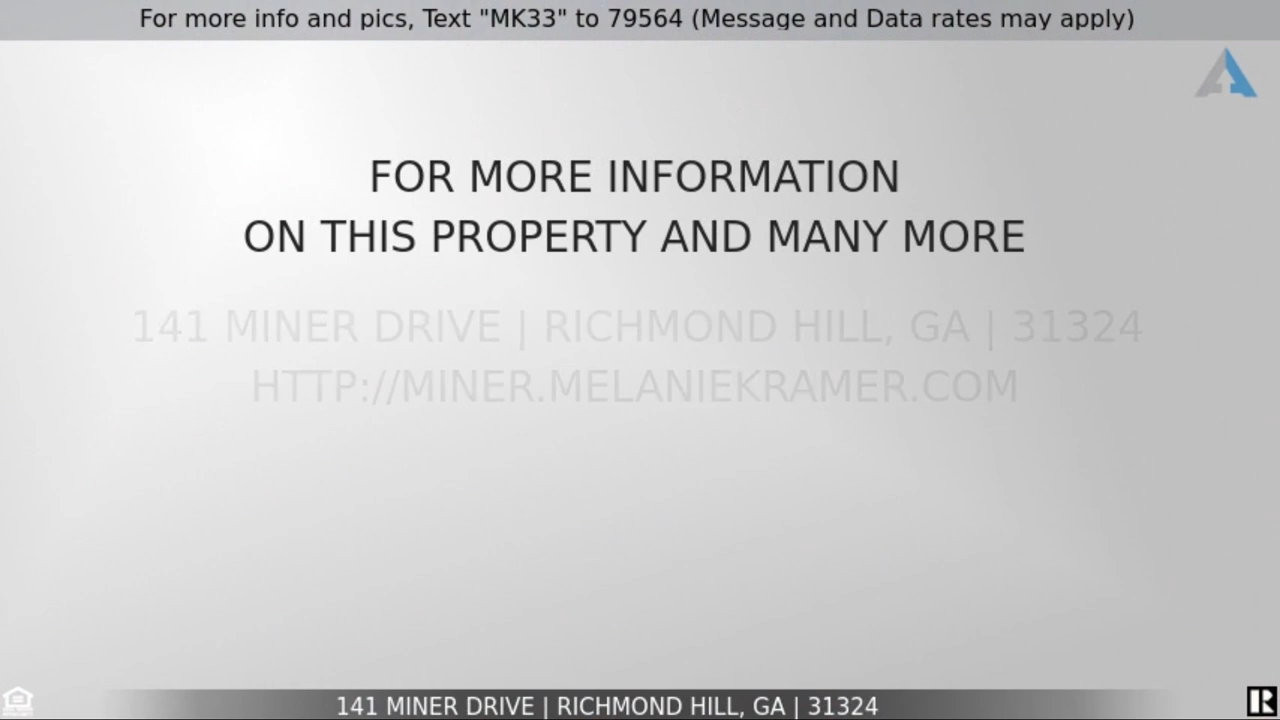 For more info and pics, Text "MK33" to 79564 (Message and Data rates may apply)
FOR MORE INFORMATION
ON THIS PROPERTY AND MANY MORE
141 MINER DRIVE | RICHMOND HILL, GA | 31324
HTTP://MINER.MELANIEKRAMER.COM
141 MINER DRIVE | RICHMOND HILL, GA | 31324